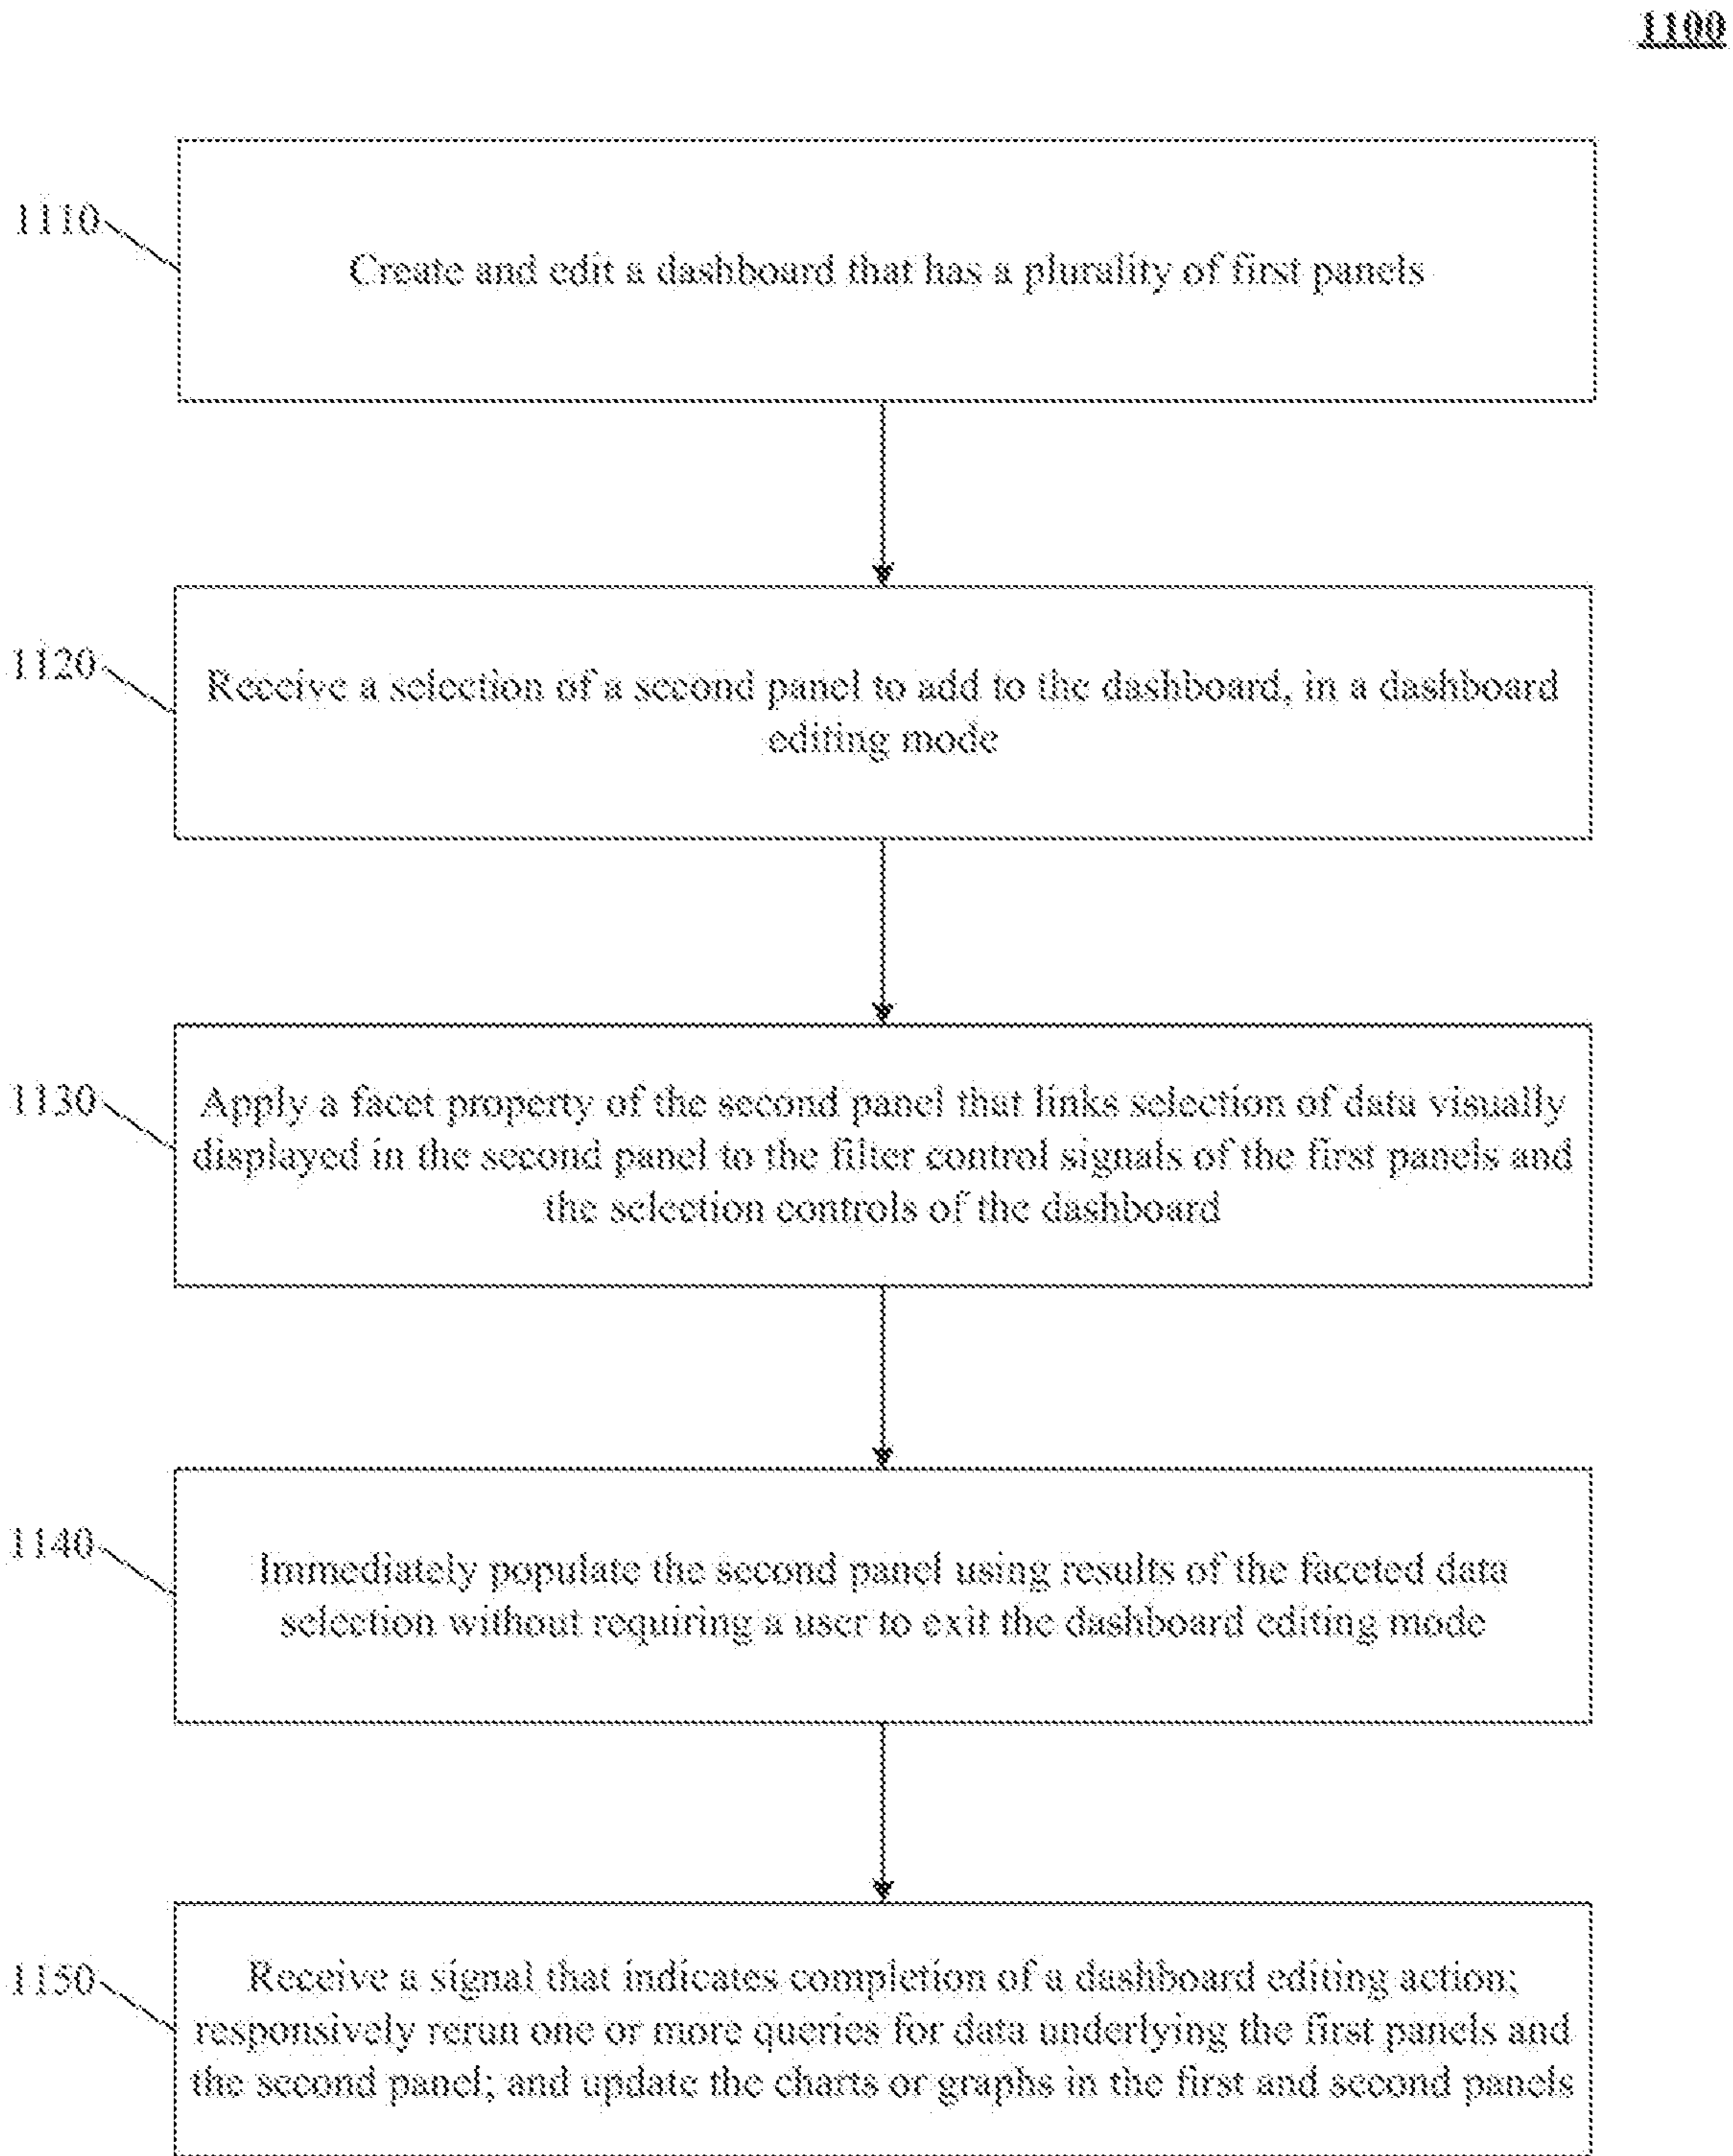 1100
1110
Create and edit a dashboard that has a plurality of first panels
1120
Receive a selection of a second panel to add to the dashboard, in a dashboard
editing mode
1130
Apply a facet property of the second panel that links selection of data visually
displayed in the second panel to the filter control signals of the first panels and
the selection controls of the dashboard
1140
Immediately populate the second panel using results of the faceted data
selection without requiring a user to exit the dashboard editing mode
1150
Receive a signal that indicates completion of a dashboard editing action;
responsively rerun one or more queries for data underlying the first panels and
the second panel; and update the charts or graphs in the first and second panels